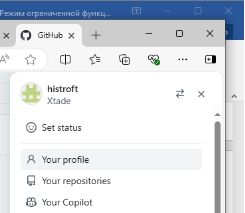 Режим ограниченной функц...
GitHub
histroft
Xtade
Set status
Your profile
Your repositories
Your Copilot